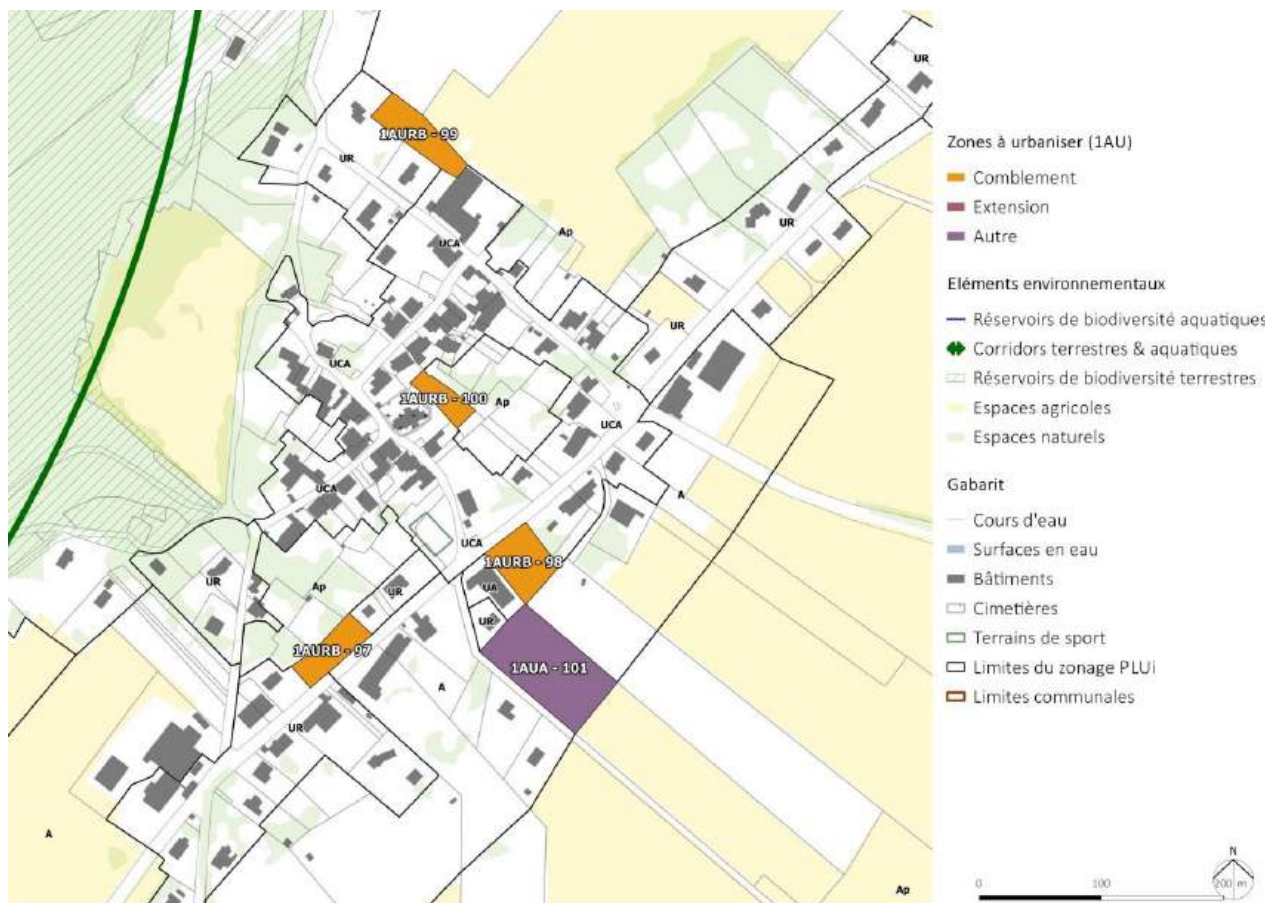 UR
1AURB - 99
UR
UCA
Ap
UR
UR
UCA
1AURB - 100
Ap
UCA
UCA
A
UCA
1AURB - 98
UR
Ap
UR
UA
UR
1AURB - 97
1AUA - 101
A
UR
A
Ap
Zones à urbaniser (1AU)
Comblement
Extension
Autre
Eléments environnementaux
Réservoirs de biodiversité aquatiques
Corridors terrestres & aquatiques
Réservoirs de biodiversité terrestres
Espaces agricoles
Espaces naturels
Gabarit
Cours d'eau
Surfaces en eau
Bâtiments
Cimetières
Terrains de sport
Limites du zonage PLUi
Limites communales
N
0 100 200 m